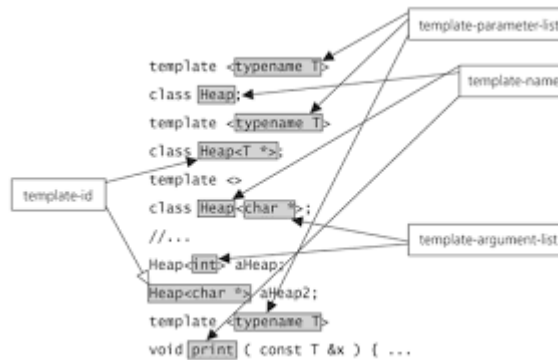 template-parameter-list
template <typename T>
template-name
class Heap;
template <typename T>
class Heap<T *>;
template <>
template-id
class Heap<char *>;
//...
template-argument-list
Heap<int> aHeap;
Heap<char *> aHeap2;
template <typename T>
void print ( const T &x ) { ...